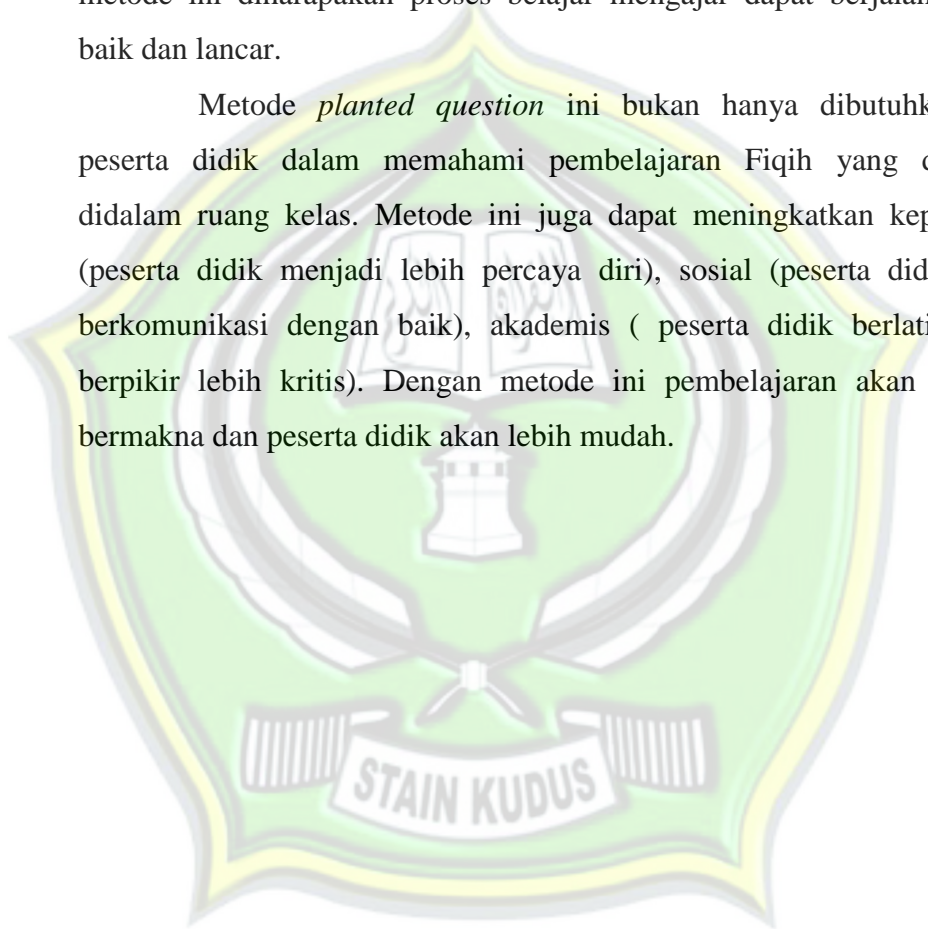 metode ini diharapakan proses belajar mengajar dapat berjalan
baik dan lancar.
Metode planted question ini bukan hanya dibutuhk
peserta didik dalam memahami pembelajaran Fiqih yang d
didalam ruang kelas. Metode ini juga dapat meningkatkan kep
(peserta didik menjadi lebih percaya diri), sosial (peserta did
berkomunikasi dengan baik), akademis ( peserta didik berlati
berpikir lebih kritis). Dengan metode ini pembelajaran akan
bermakna dan peserta didik akan lebih mudah.
STAIN KUDUS